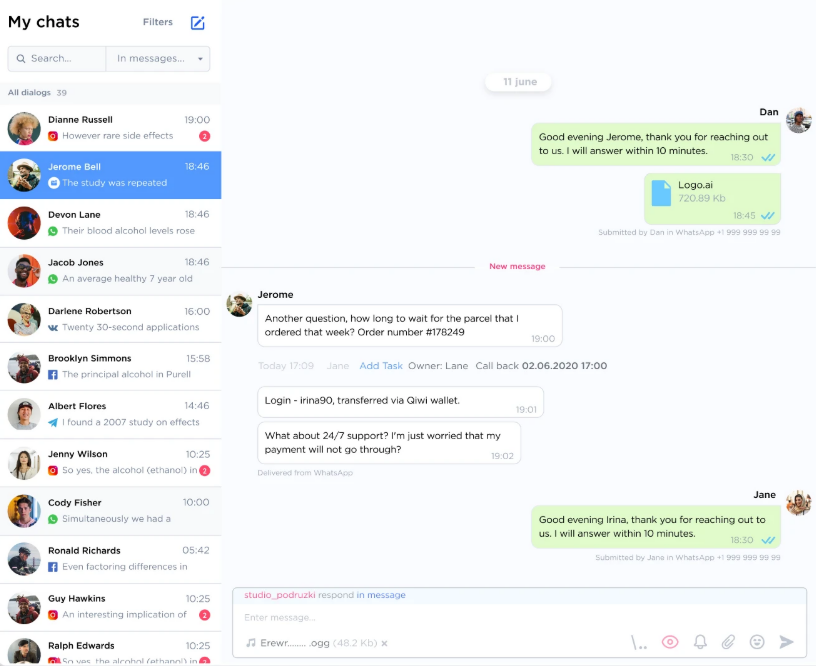 My chats
Filters
Search...
In messages...
All dialogs 39
Dianne Russell 19:00
However rare side effects 2
Jerome Bell 18:46
The study was repeated
Devon Lane 18:46
Their blood alcohol levels rose
Jacob Jones 18:46
An average healthy 7 year old
Darlene Robertson 16:00
Twenty 30-second applications
Brooklyn Simmons 15:58
The principal alcohol in Purell
Albert Flores 14:46
I found a 2007 study on effects
Jenny Wilson 10:25
So yes, the alcohol (ethanol) in 2
Cody Fisher 10:00
Simultaneously we had a
Ronald Richards 05:42
Even factoring differences in
Guy Hawkins 10:25
An interesting implication of 2
Ralph Edwards 10:25
So yes, the alcohol (ethanol) in
11 june
Dan
Good evening Jerome, thank you for reaching out
to us. I will answer within 10 minutes.
18:30
Logo.ai
720.89 Kb
18:45
Submitted by Dan in WhatsApp +1 999 999 99 99
New message
Jerome
Another question, how long to wait for the parcel that I
ordered that week? Order number #178249
19:00
Today 17:09 Jane Add Task Owner: Lane Call back 02.06.2020 17:00
Login - irina90, transferred via Qiwi wallet.
19:01
What about 24/7 support? I'm just worried that my
payment will not go through?
19:02
Delivered from WhatsApp
Jane
Good evening Irina, thank you for reaching out to
us. I will answer within 10 minutes.
18:30
Submitted by Jane in WhatsApp +1 999 999 99 99
studio_podruzki respond in message
Enter message...
Erewr........ .ogg (48.2 Kb) ×
\..